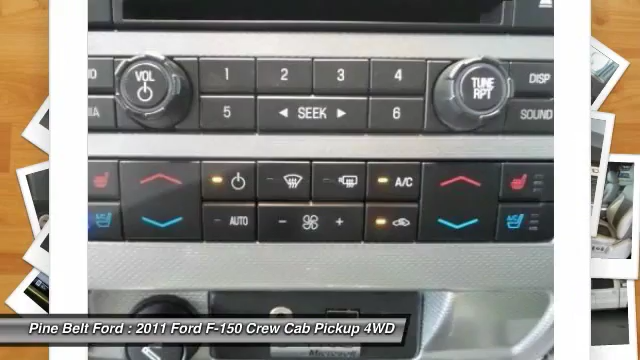 VOL
1 2 3 4
TUNE
RPT
DISP
5 ◄ SEEK ► 6
SOUND
A/C
AUTO − +
A/C
Microsoft
Pine Belt Ford : 2011 Ford F-150 Crew Cab Pickup 4WD